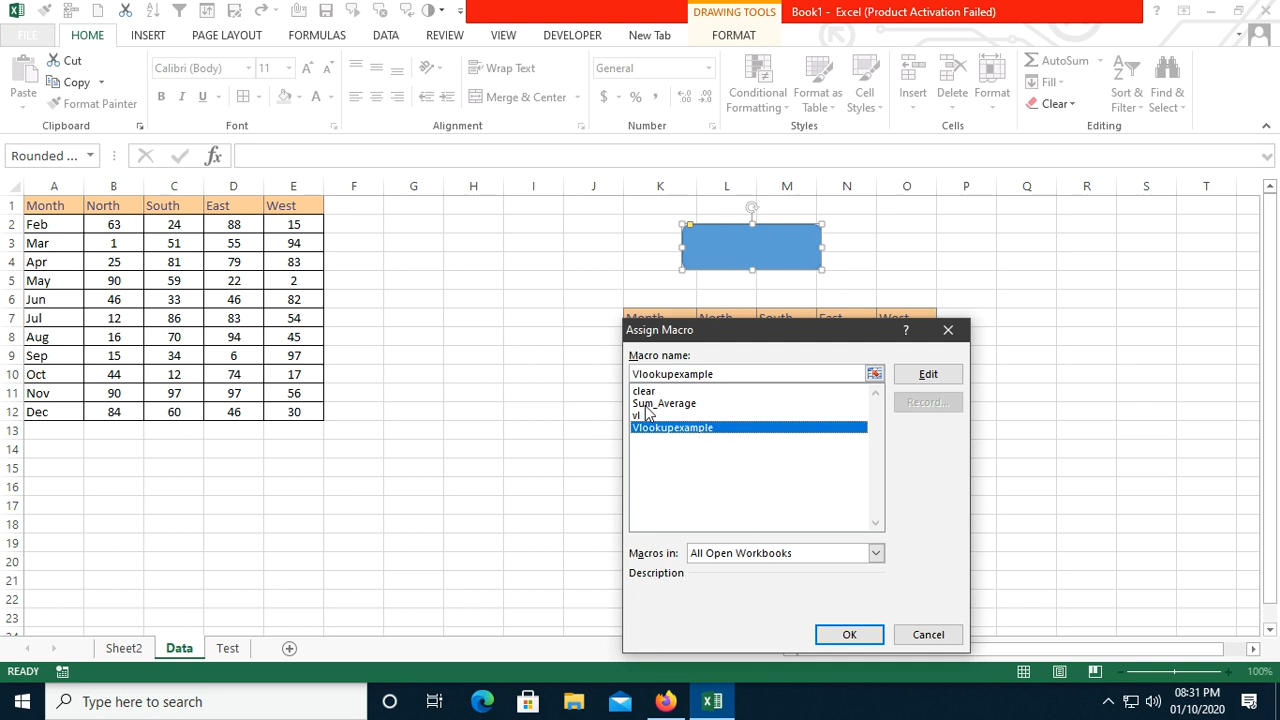 DRAWING TOOLS
Book1 - Excel (Product Activation Failed)
FILE HOME INSERT PAGE LAYOUT FORMULAS DATA REVIEW VIEW DEVELOPER New Tab FORMAT
Paste
Cut
Copy
Format Painter
Clipboard
Calibri (Body) 11
B I U
Font
Wrap Text
Merge & Center
Alignment
General
$ % ,
Number
Conditional Formatting
Format as Table
Cell Styles
Styles
Insert
Delete
Format
Cells
AutoSum
Fill
Clear
Sort & Filter
Find & Select
Editing
Rounded ...
fx
A B C D E F G H I J K L M N O P Q R S T
1 Month North South East West
2 Feb 63 24 88 15
3 Mar 1 51 55 94
4 Apr 25 81 79 83
5 May 90 59 22 2
6 Jun 46 33 46 82
7 Jul 12 86 83 54
8 Aug 16 70 94 45
9 Sep 15 34 6 97
10 Oct 44 12 74 17
11 Nov 90 97 97 56
12 Dec 84 60 46 30
13
14
15
16
17
18
19
20
21
22
23
Month North South East West
Assign Macro
?
Macro name:
Vlookupexample
Edit
clear
Sum_Average
vl
Vlookupexample
Record...
Macros in: All Open Workbooks
Description
OK
Cancel
Sheet2 Data Test
READY
100%
Type here to search
08:31 PM
01/10/2020